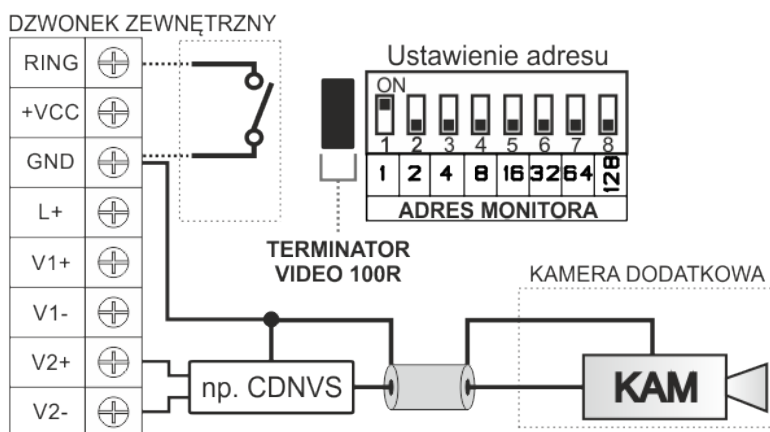 DZWONEK ZEWNĘTRZNY
RING
+VCC
GND
L+
V1+
V1-
V2+
V2-
Ustawienie adresu
ON
1 2 3 4 5 6 7 8
1 2 4 8 16 32 64 128
ADRES MONITORA
TERMINATOR
VIDEO 100R
KAMERA DODATKOWA
np. CDNVS
KAM